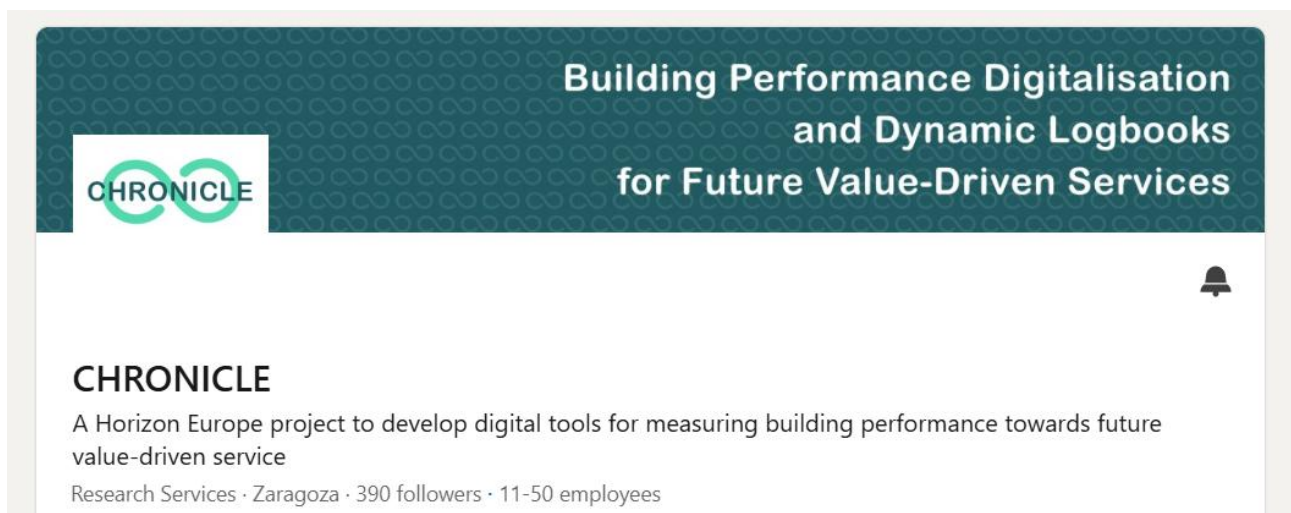 Building Performance Digitalisation
and Dynamic Logbooks
for Future Value-Driven Services
CHRONICLE
CHRONICLE
A Horizon Europe project to develop digital tools for measuring building performance towards future
value-driven service
Research Services · Zaragoza · 390 followers · 11-50 employees